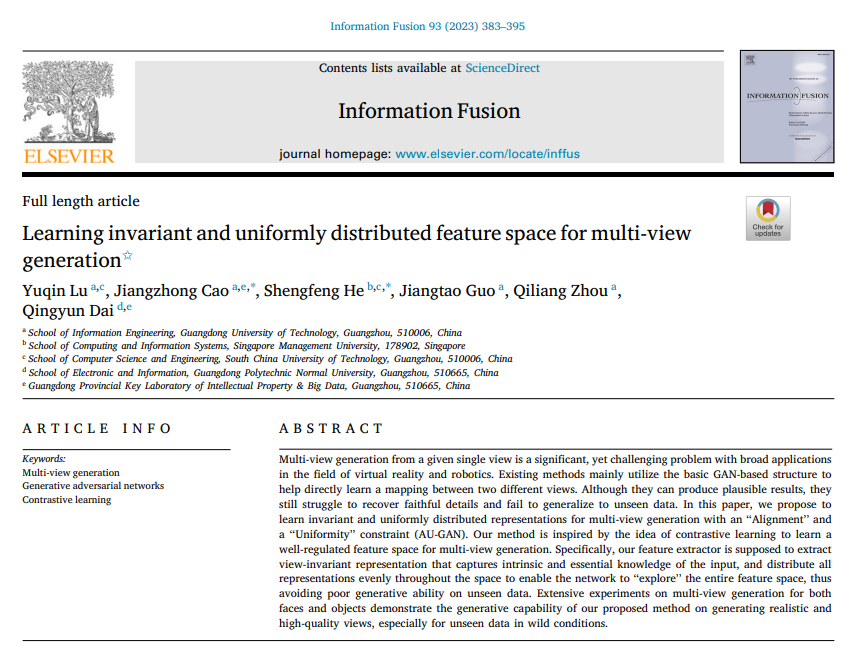 Information Fusion 93 (2023) 383–395
Contents lists available at ScienceDirect
Information Fusion
journal homepage: www.elsevier.com/locate/inffus
ELSEVIER
INFORMATION FUSION
Full length article
Check for
updates
Learning invariant and uniformly distributed feature space for multi-view
generation☆
Yuqin Lu a,c, Jiangzhong Cao a,e,*, Shengfeng He b,c,*, Jiangtao Guo a, Qiliang Zhou a,
Qingyun Dai d,e
a School of Information Engineering, Guangdong University of Technology, Guangzhou, 510006, China
b School of Computing and Information Systems, Singapore Management University, 178902, Singapore
c School of Computer Science and Engineering, South China University of Technology, Guangzhou, 510006, China
d School of Electronic and Information, Guangdong Polytechnic Normal University, Guangzhou, 510665, China
e Guangdong Provincial Key Laboratory of Intellectual Property & Big Data, Guangzhou, 510665, China
ARTICLE INFO
Keywords:
Multi-view generation
Generative adversarial networks
Contrastive learning
ABSTRACT
Multi-view generation from a given single view is a significant, yet challenging problem with broad applications
in the field of virtual reality and robotics. Existing methods mainly utilize the basic GAN-based structure to
help directly learn a mapping between two different views. Although they can produce plausible results, they
still struggle to recover faithful details and fail to generalize to unseen data. In this paper, we propose to
learn invariant and uniformly distributed representations for multi-view generation with an “Alignment” and
a “Uniformity” constraint (AU-GAN). Our method is inspired by the idea of contrastive learning to learn a
well-regulated feature space for multi-view generation. Specifically, our feature extractor is supposed to extract
view-invariant representation that captures intrinsic and essential knowledge of the input, and distribute all
representations evenly throughout the space to enable the network to “explore” the entire feature space, thus
avoiding poor generative ability on unseen data. Extensive experiments on multi-view generation for both
faces and objects demonstrate the generative capability of our proposed method on generating realistic and
high-quality views, especially for unseen data in wild conditions.